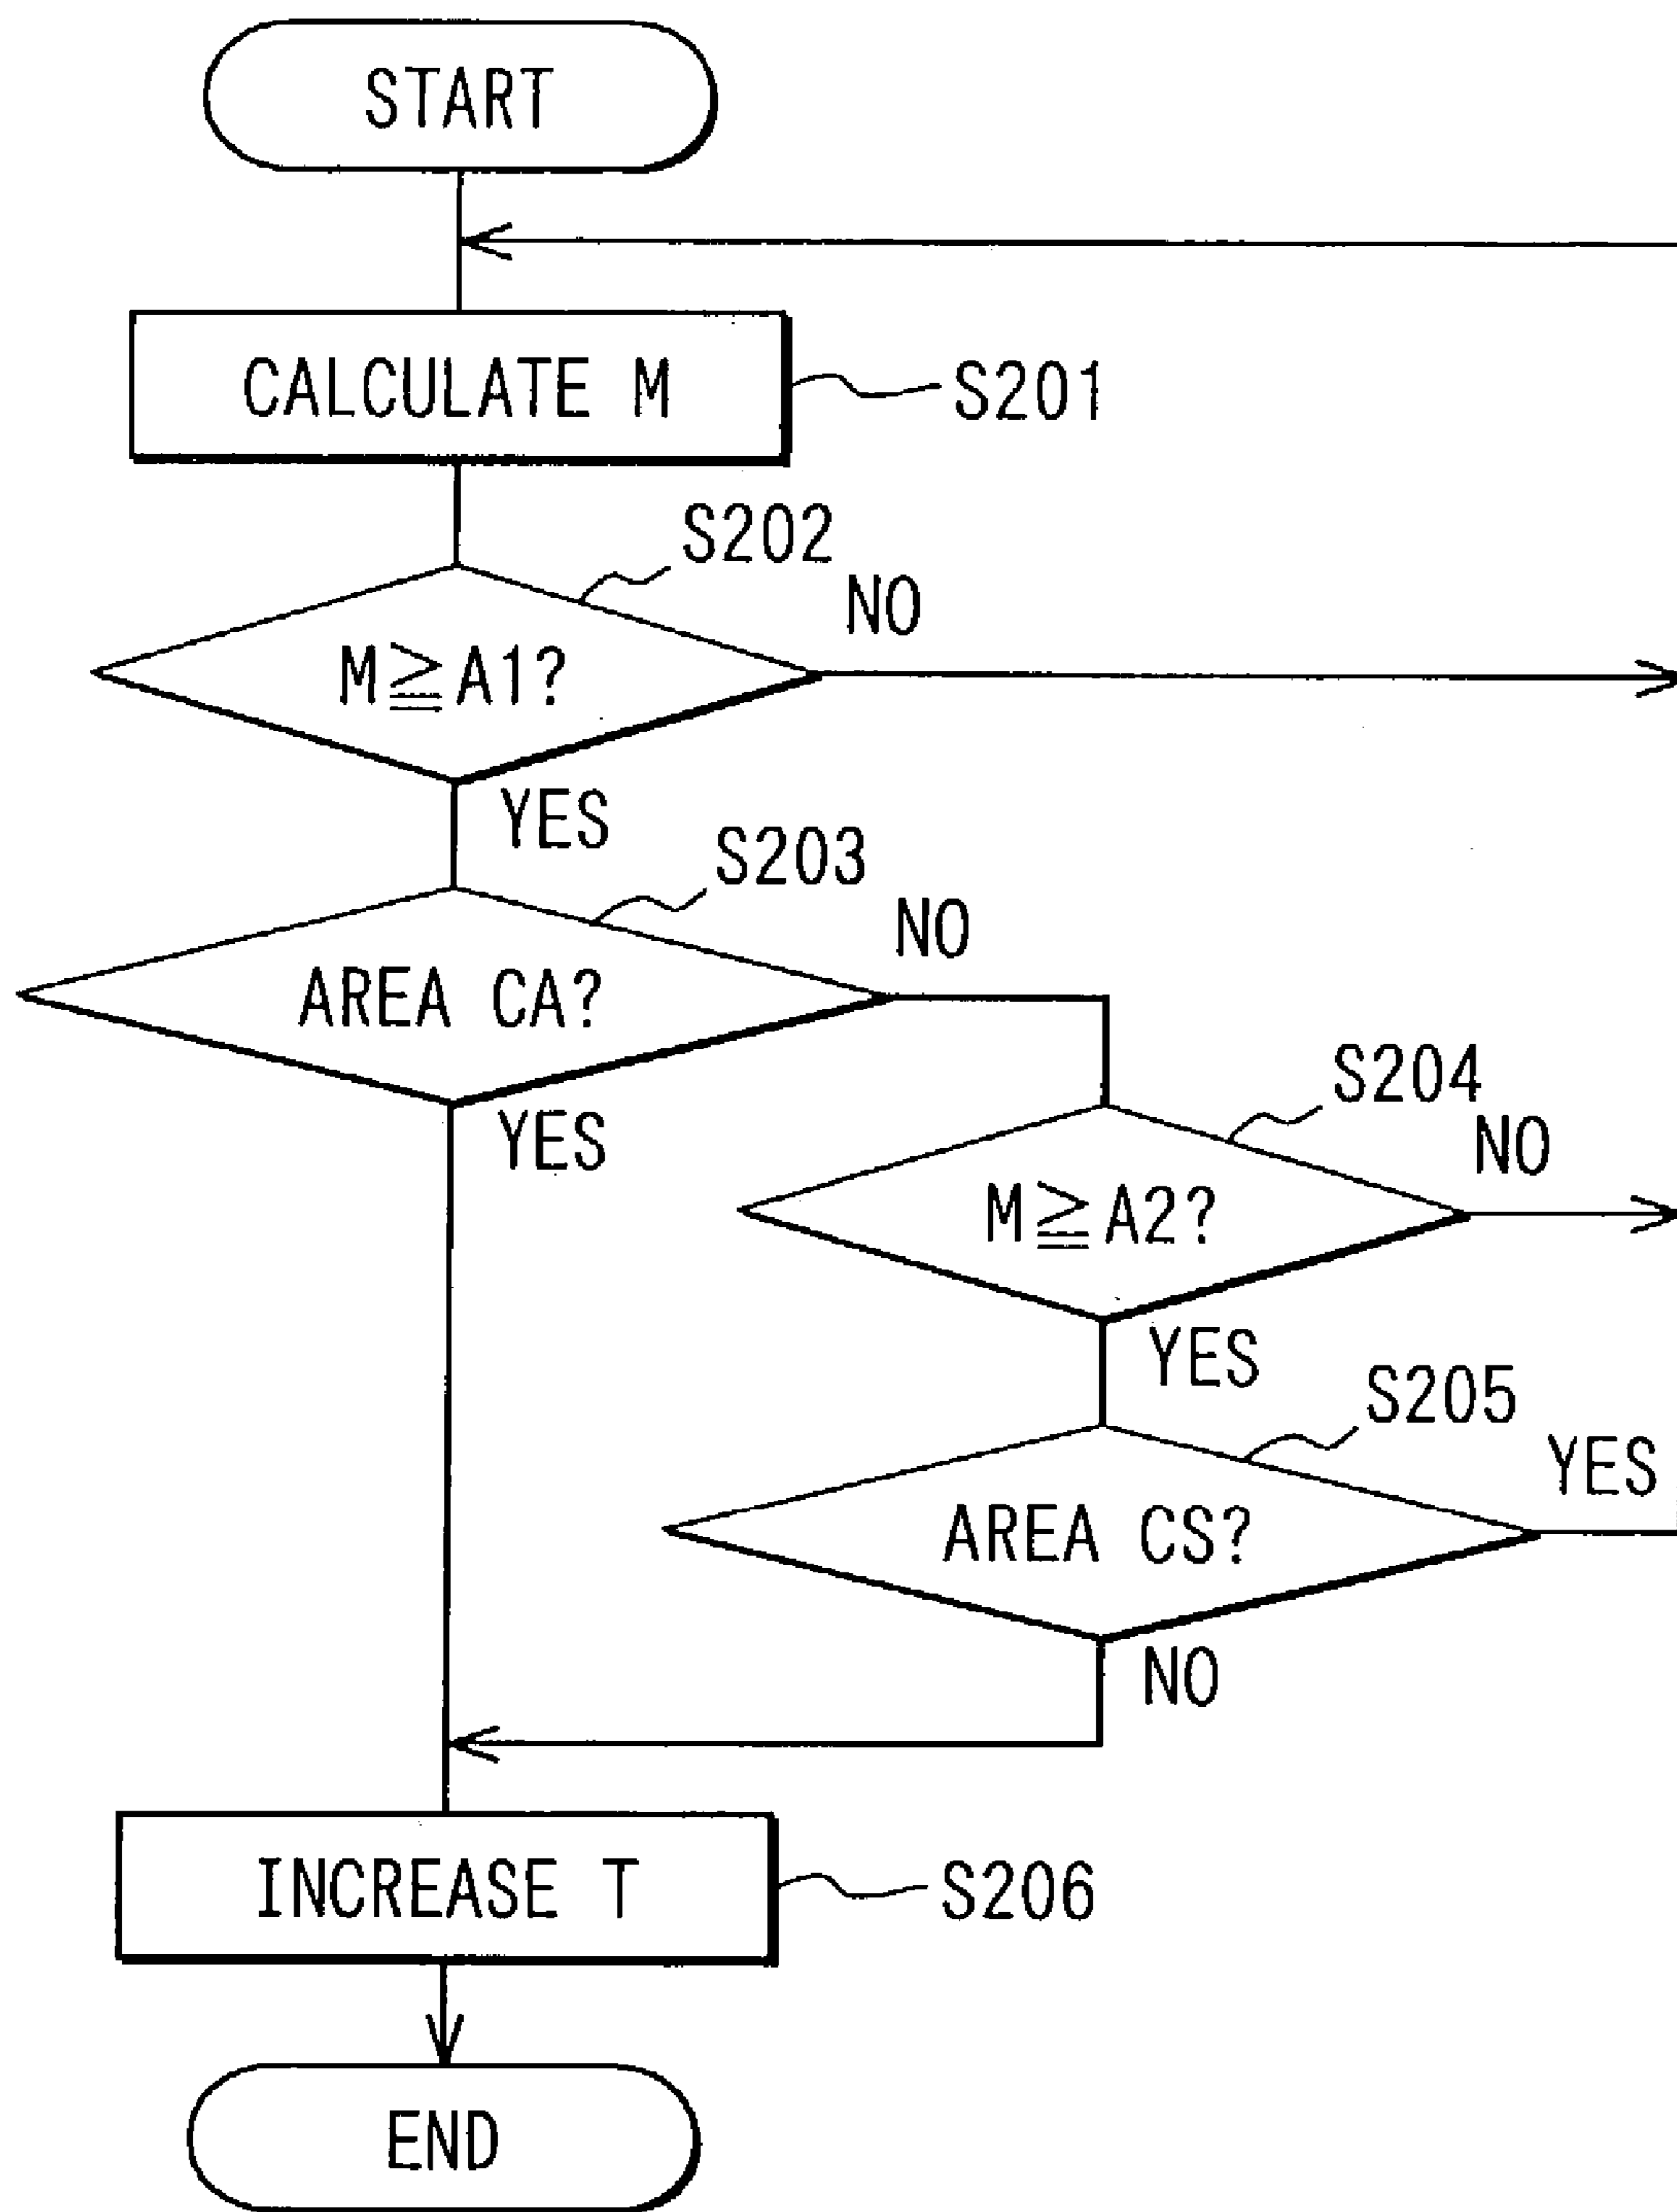 START
CALCULATE M
S201
S202
NO
M≧A1?
YES
S203
NO
AREA CA?
YES
S204
NO
M≧A2?
YES
S205
YES
AREA CS?
NO
INCREASE T
S206
END